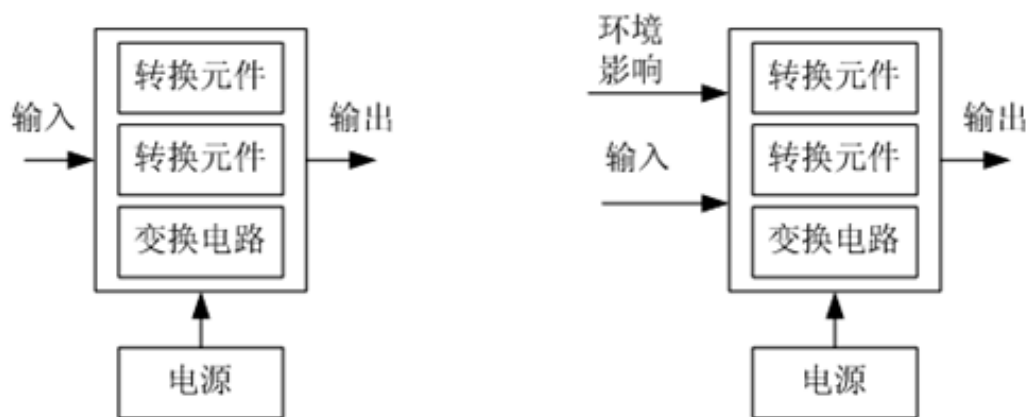 输入
转换元件
转换元件
变换电路
输出
电源
环境
影响
输入
转换元件
转换元件
变换电路
输出
电源